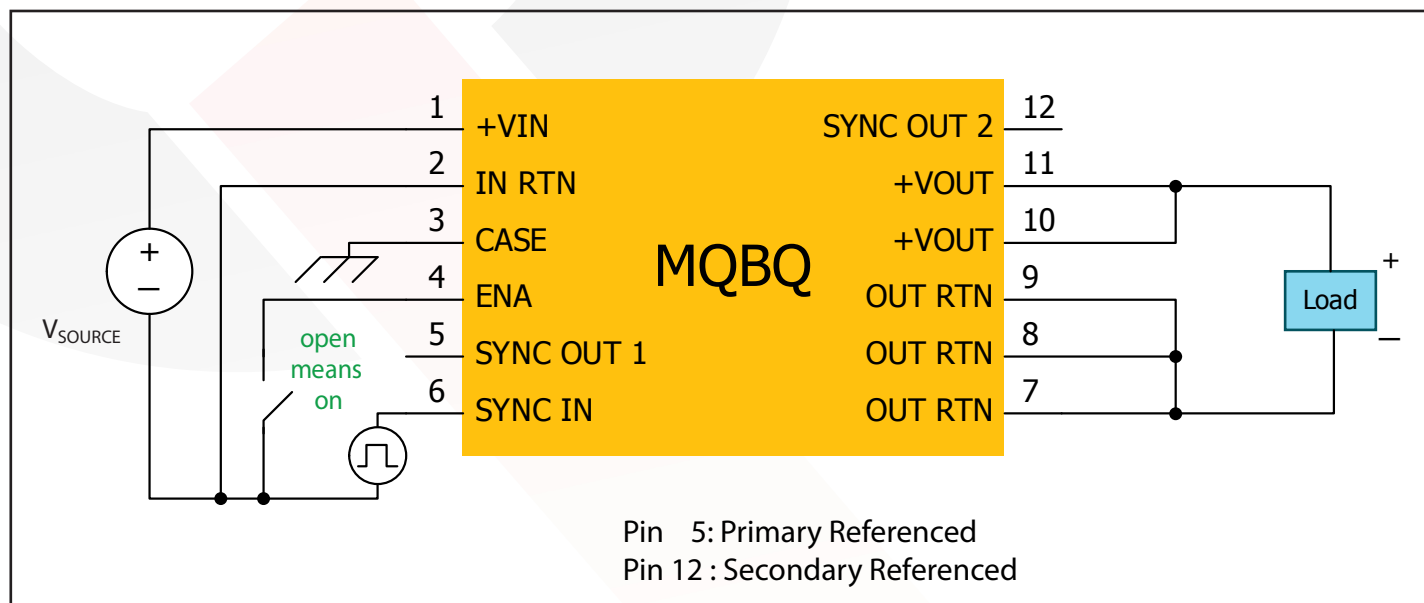 1
+VIN
2
IN RTN
3
CASE
4
ENA
5
SYNC OUT 1
6
SYNC IN
MQBQ
12
SYNC OUT 2
11
+VOUT
10
+VOUT
9
OUT RTN
8
OUT RTN
7
OUT RTN
+
−
VSOURCE
open
means
on
+
Load
−
Pin 5: Primary Referenced
Pin 12 : Secondary Referenced